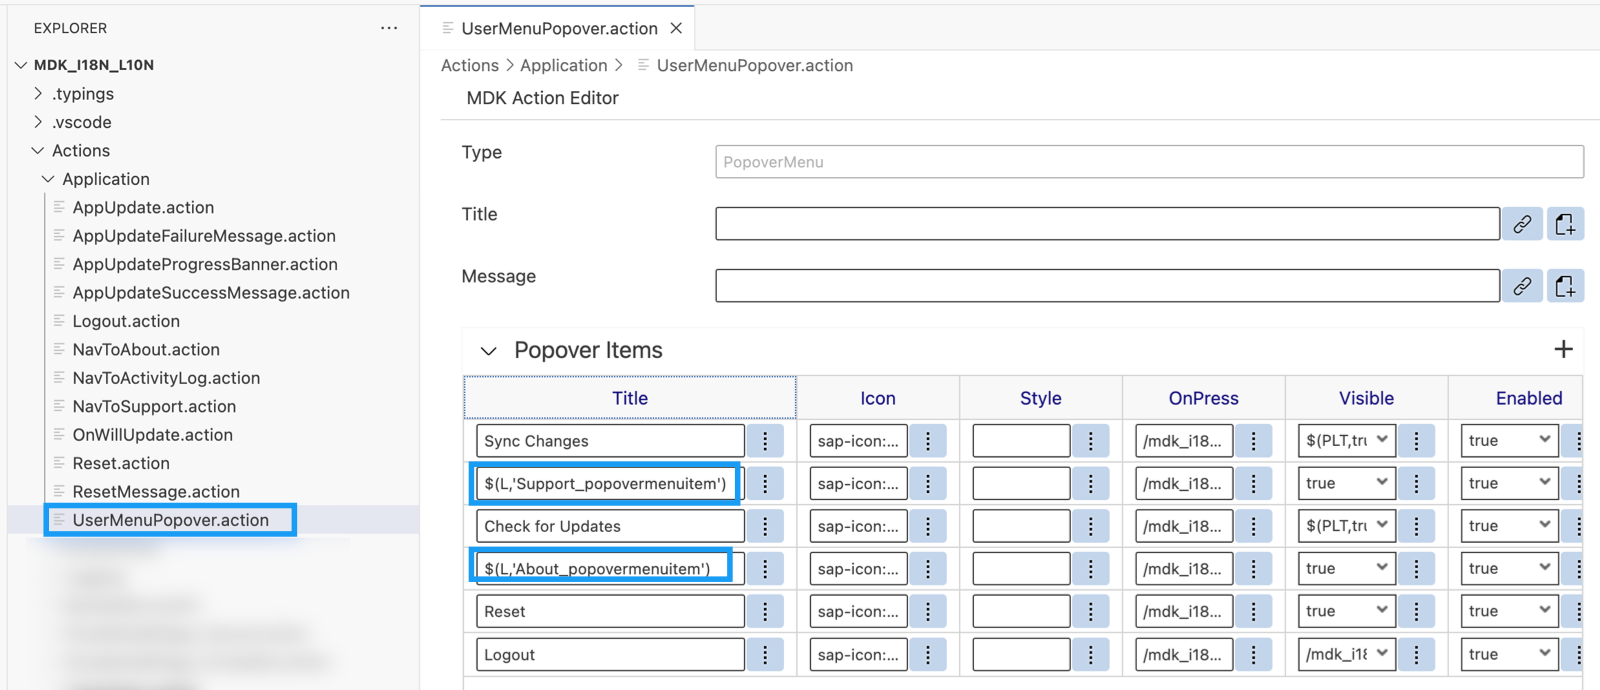 EXPLORER
MDK_I18N_L10N
.typings
.vscode
Actions
Application
AppUpdate.action
AppUpdateFailureMessage.action
AppUpdateProgressBanner.action
AppUpdateSuccessMessage.action
Logout.action
NavToAbout.action
NavToActivityLog.action
NavToSupport.action
OnWillUpdate.action
Reset.action
ResetMessage.action
UserMenuPopover.action
UserMenuPopover.action
Actions > Application > UserMenuPopover.action
MDK Action Editor
Type
PopoverMenu
Title
Message
Popover Items
Title Icon Style OnPress Visible Enabled
Sync Changes sap-icon:... /mdk_i18... $(PLT,tru true
$(L,'Support_popovermenuitem') sap-icon:... /mdk_i18... true true
Check for Updates sap-icon:... /mdk_i18... $(PLT,tru true
$(L,'About_popovermenuitem') sap-icon:... /mdk_i18... true true
Reset sap-icon:... /mdk_i18... true true
Logout sap-icon:... /mdk_i18... /mdk_i18 true